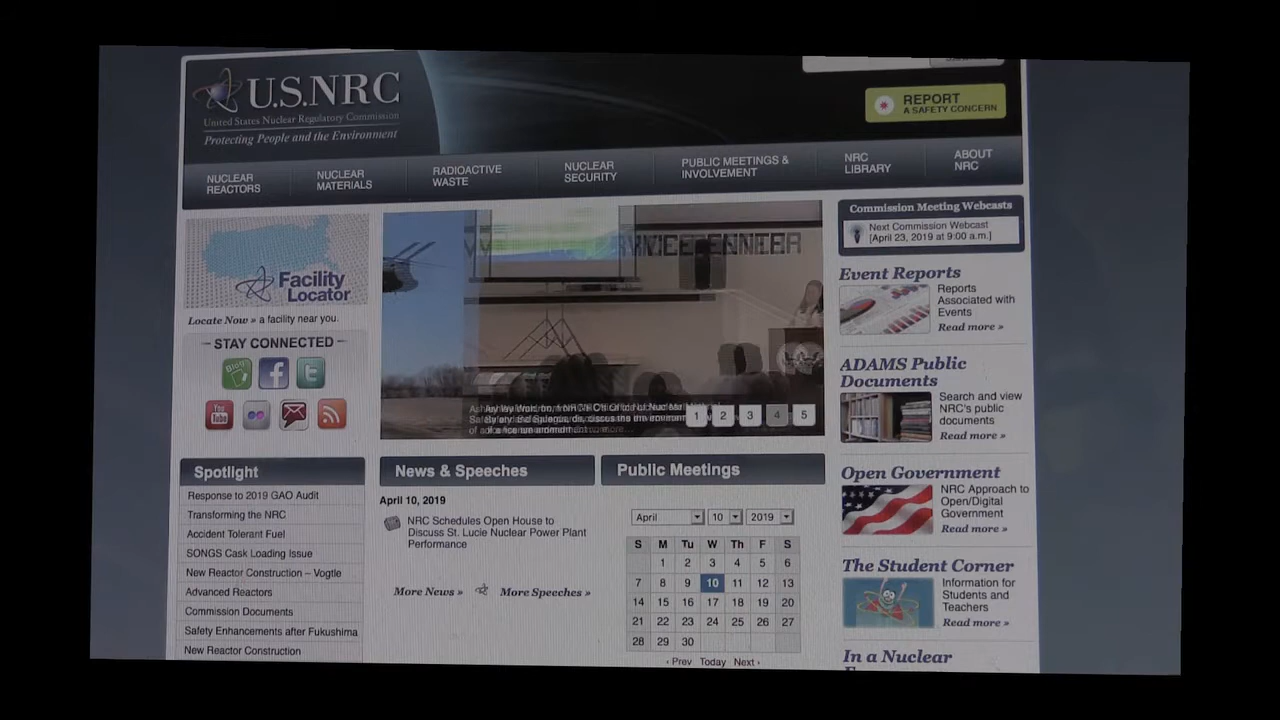 U.S.NRC
United States Nuclear Regulatory Commission
Protecting People and the Environment
REPORT
A SAFETY CONCERN
NUCLEAR
REACTORS
NUCLEAR
MATERIALS
RADIOACTIVE
WASTE
NUCLEAR
SECURITY
PUBLIC MEETINGS &
INVOLVEMENT
NRC
LIBRARY
ABOUT
NRC
Facility
Locator
Locate Now » a facility near you.
STAY CONNECTED
Blog
You
Tube
1 2 3 4 5
Commission Meeting Webcasts
Next Commission Webcast
[April 23, 2019 at 9:00 a.m.]
Event Reports
Reports
Associated with
Events
Read more »
ADAMS Public
Documents
Search and view
NRC's public
documents
Read more »
Open Government
NRC Approach to
Open/Digital
Government
Read more »
The Student Corner
Information for
Students and
Teachers
Read more »
In a Nuclear
Spotlight
Response to 2019 GAO Audit
Transforming the NRC
Accident Tolerant Fuel
SONGS Cask Loading Issue
New Reactor Construction – Vogtle
Advanced Reactors
Commission Documents
Safety Enhancements after Fukushima
New Reactor Construction
News & Speeches
April 10, 2019
NRC Schedules Open House to
Discuss St. Lucie Nuclear Power Plant
Performance
More News » More Speeches »
Public Meetings
April 10 2019
S M Tu W Th F S
1 2 3 4 5 6
7 8 9 10 11 12 13
14 15 16 17 18 19 20
21 22 23 24 25 26 27
28 29 30
‹ Prev Today Next ›